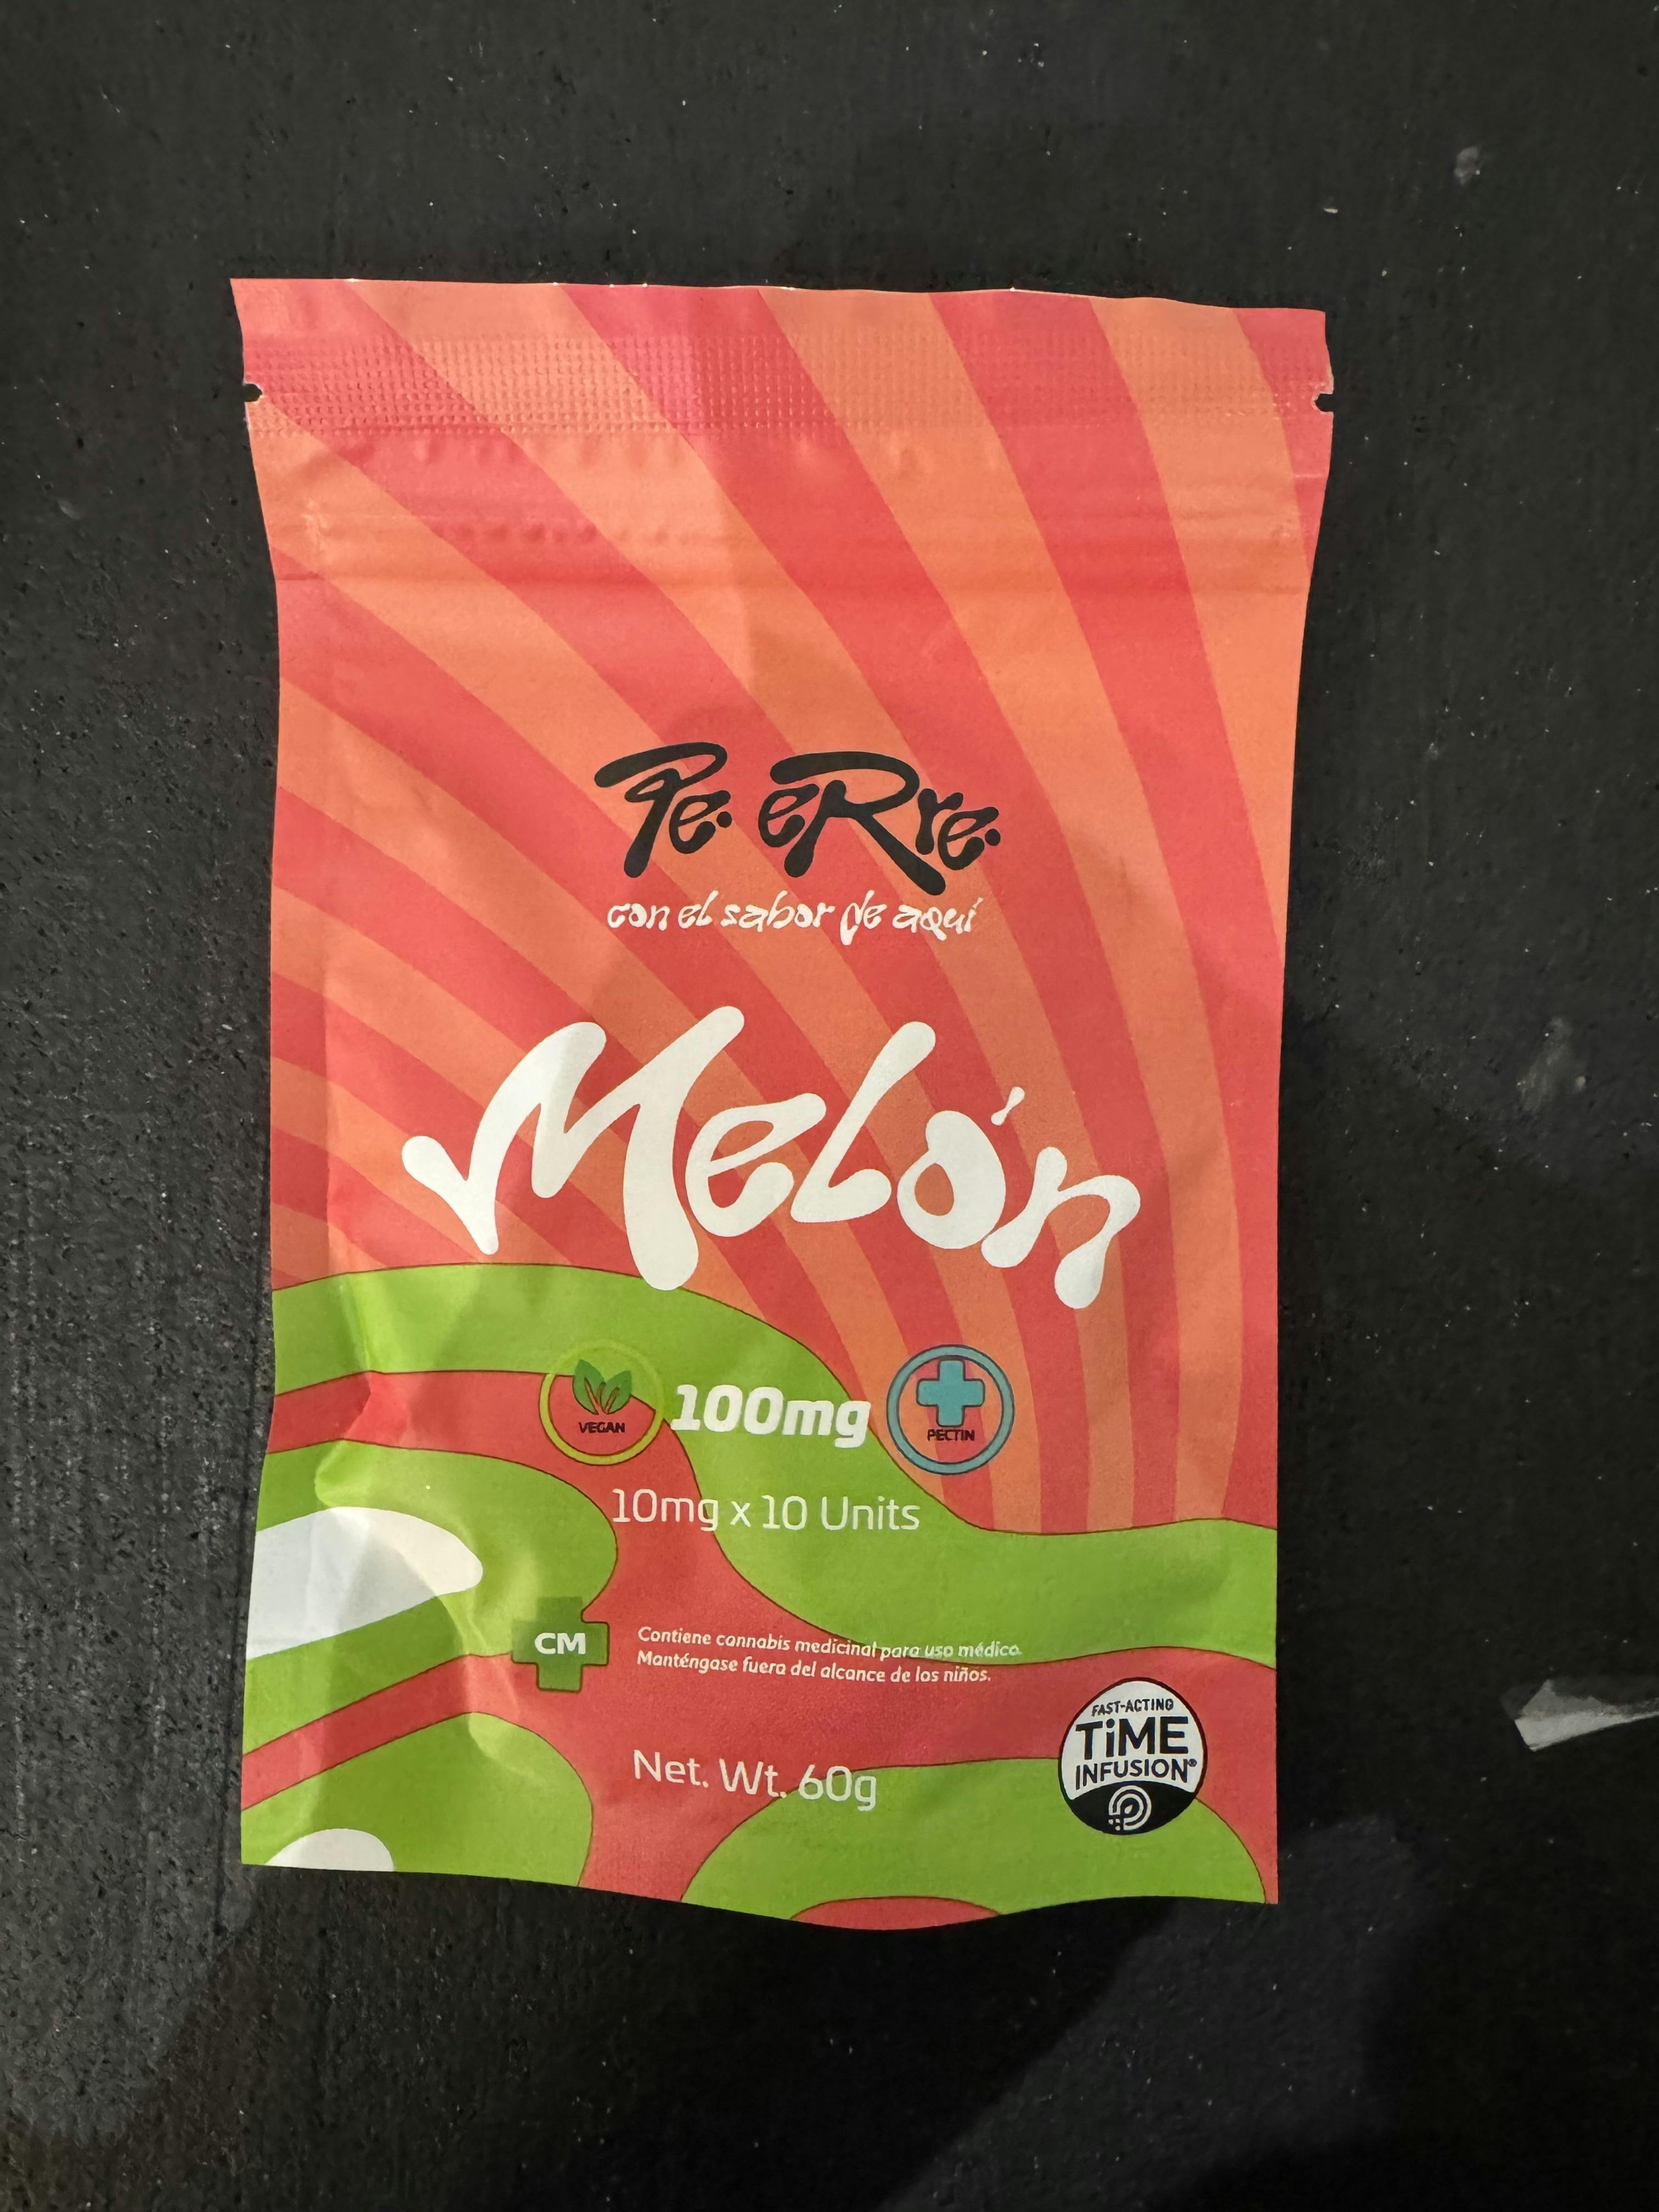 Pe. eRre.
con el sabor de aquí
Melón
VEGAN
100mg
PECTIN
10mg x 10 Units
CM
Contiene cannabis medicinal para uso médico.
Manténgase fuera del alcance de los niños.
FAST-ACTING
TiME
INFUSION®
Net. Wt. 60g